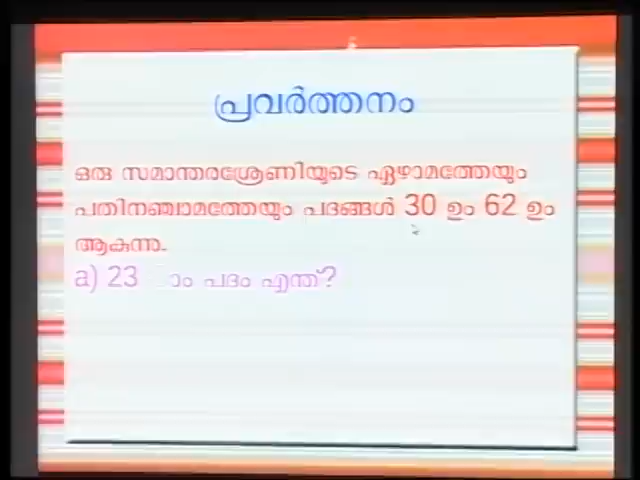 പ്രവർത്തനം
ഒരു സമാന്തരശ്രേണിയുടെ ഏഴാമത്തേയും
പതിനഞ്ചാമത്തേയും പദങ്ങൾ 30 ഉം 62 ഉം
ആകുന്നു.
a) 23 ാം പദം എന്ത്?